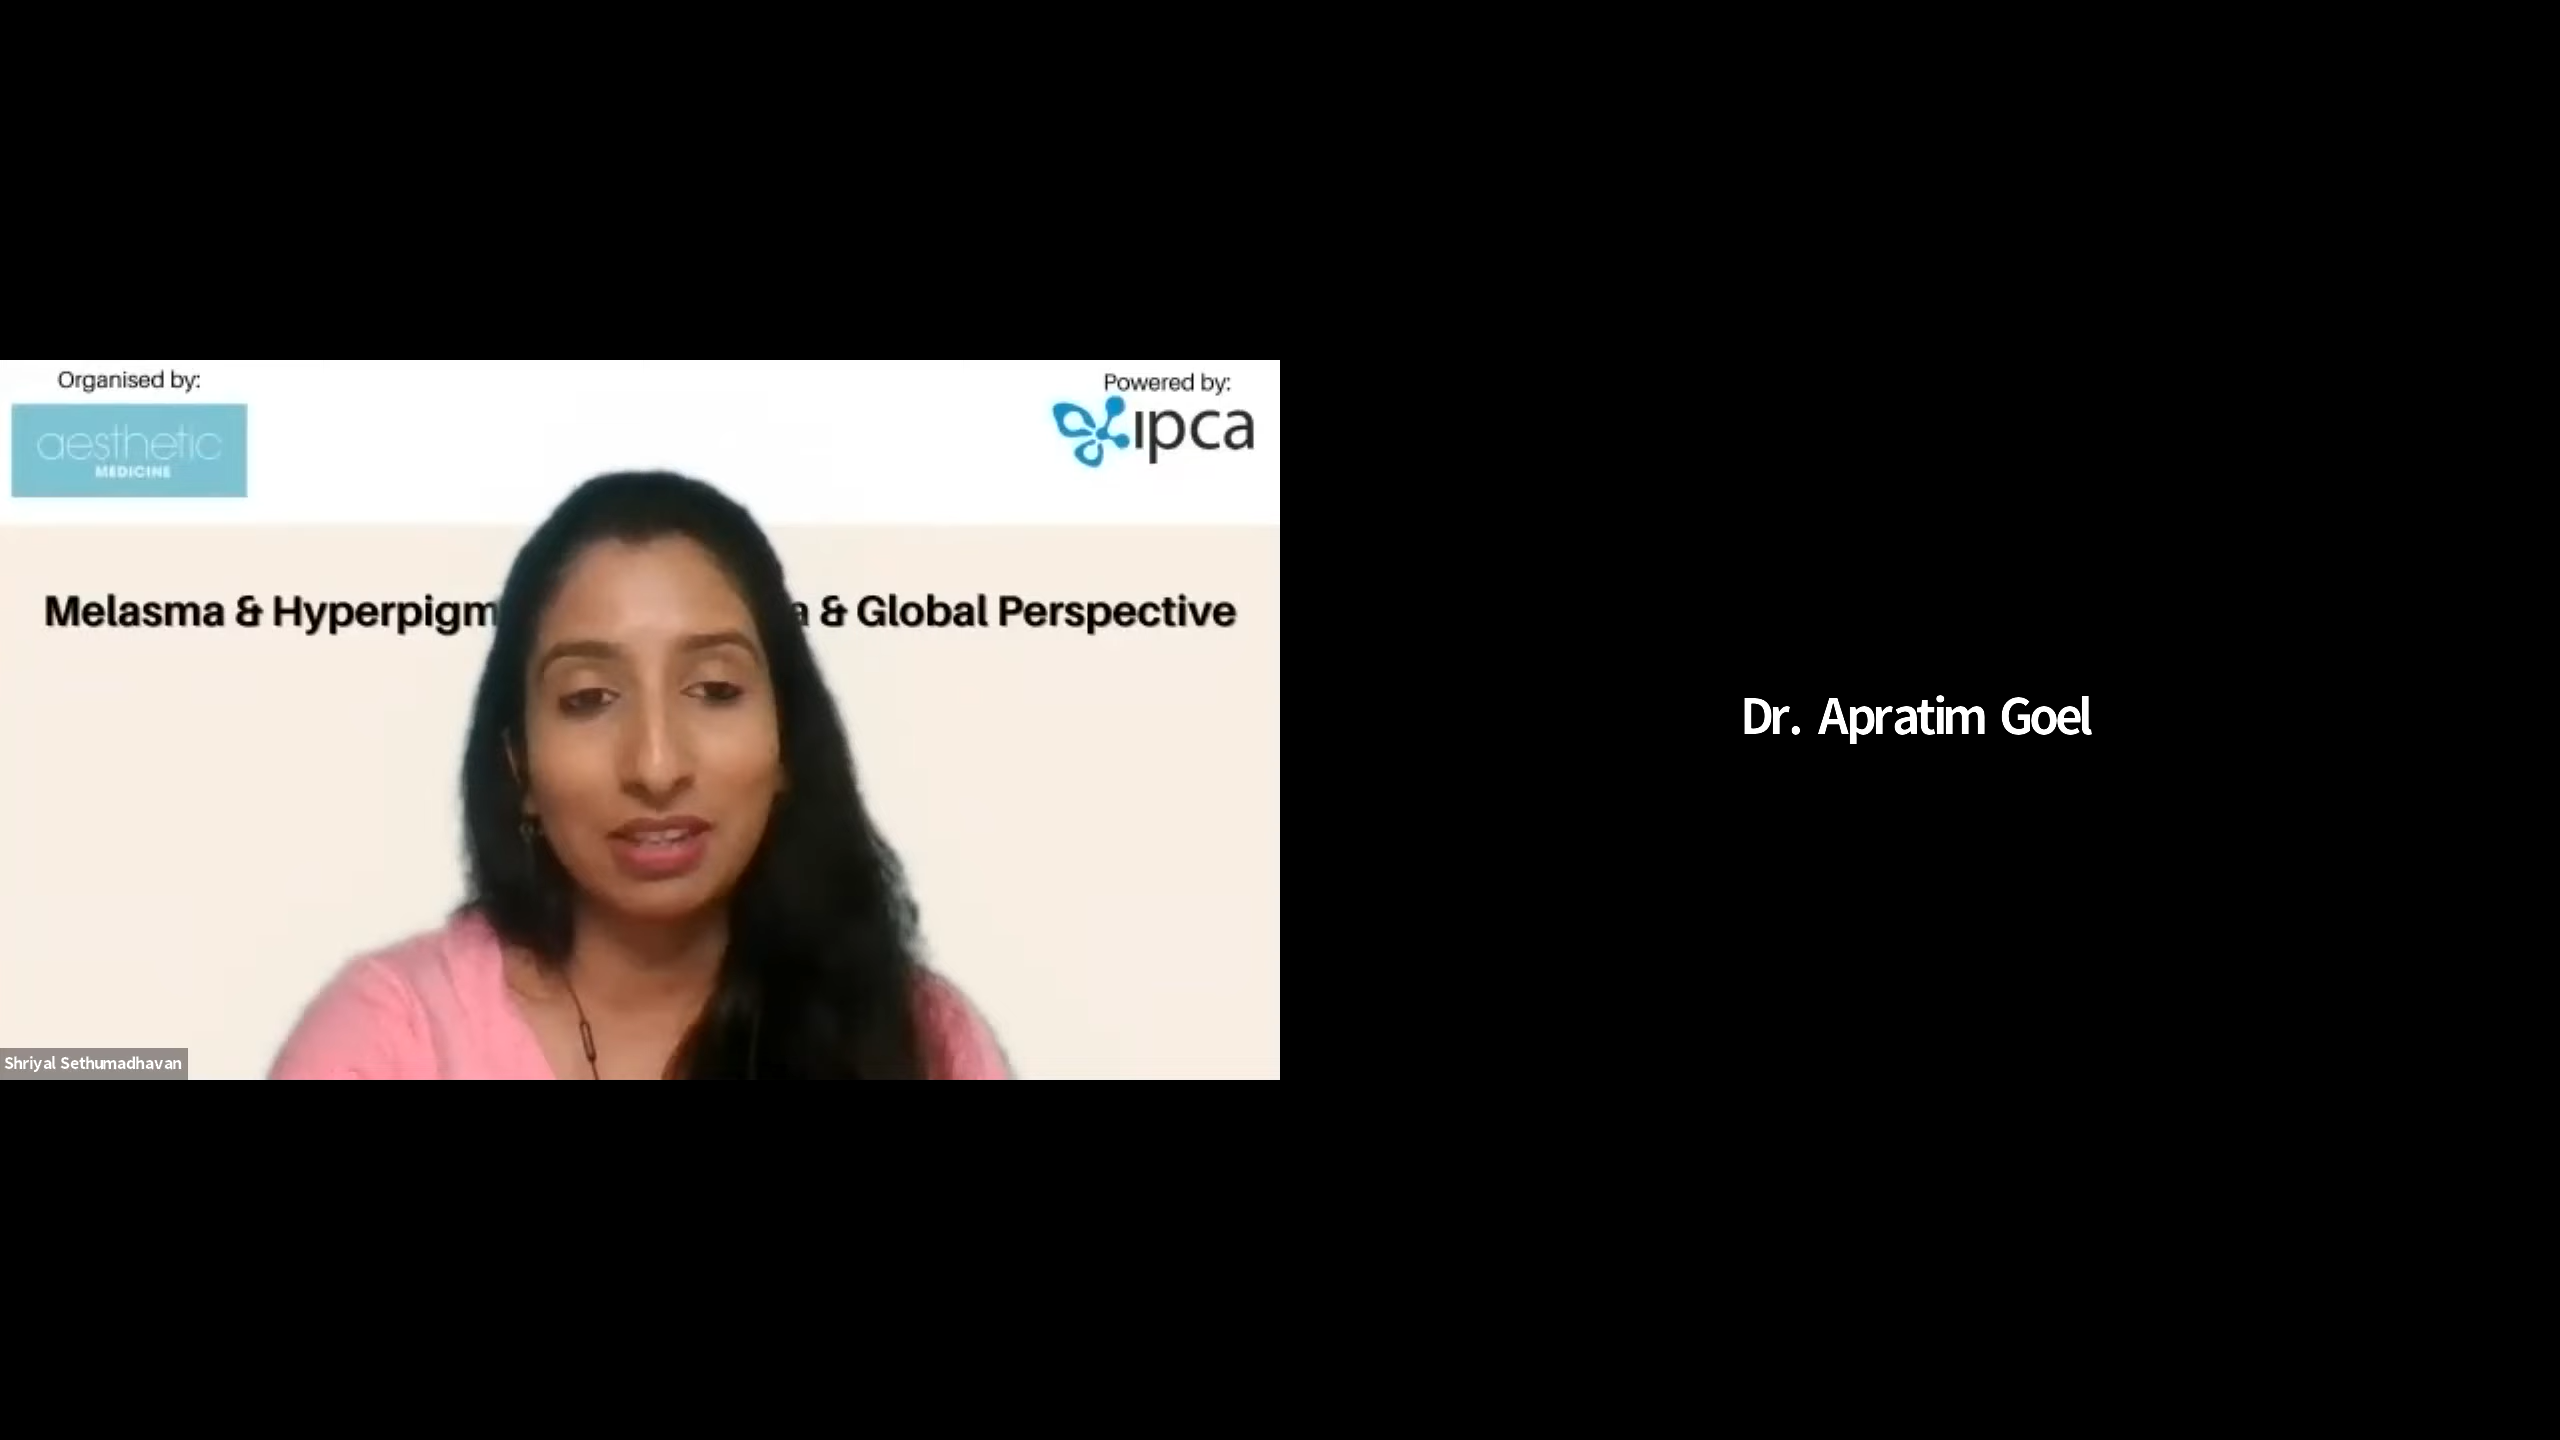 Organised by:
aesthetic
MEDICINE
Powered by:
ipca
Melasma & Hyperpigm
& Global Perspective
Shriyal Sethumadhavan
Dr. Apratim Goel